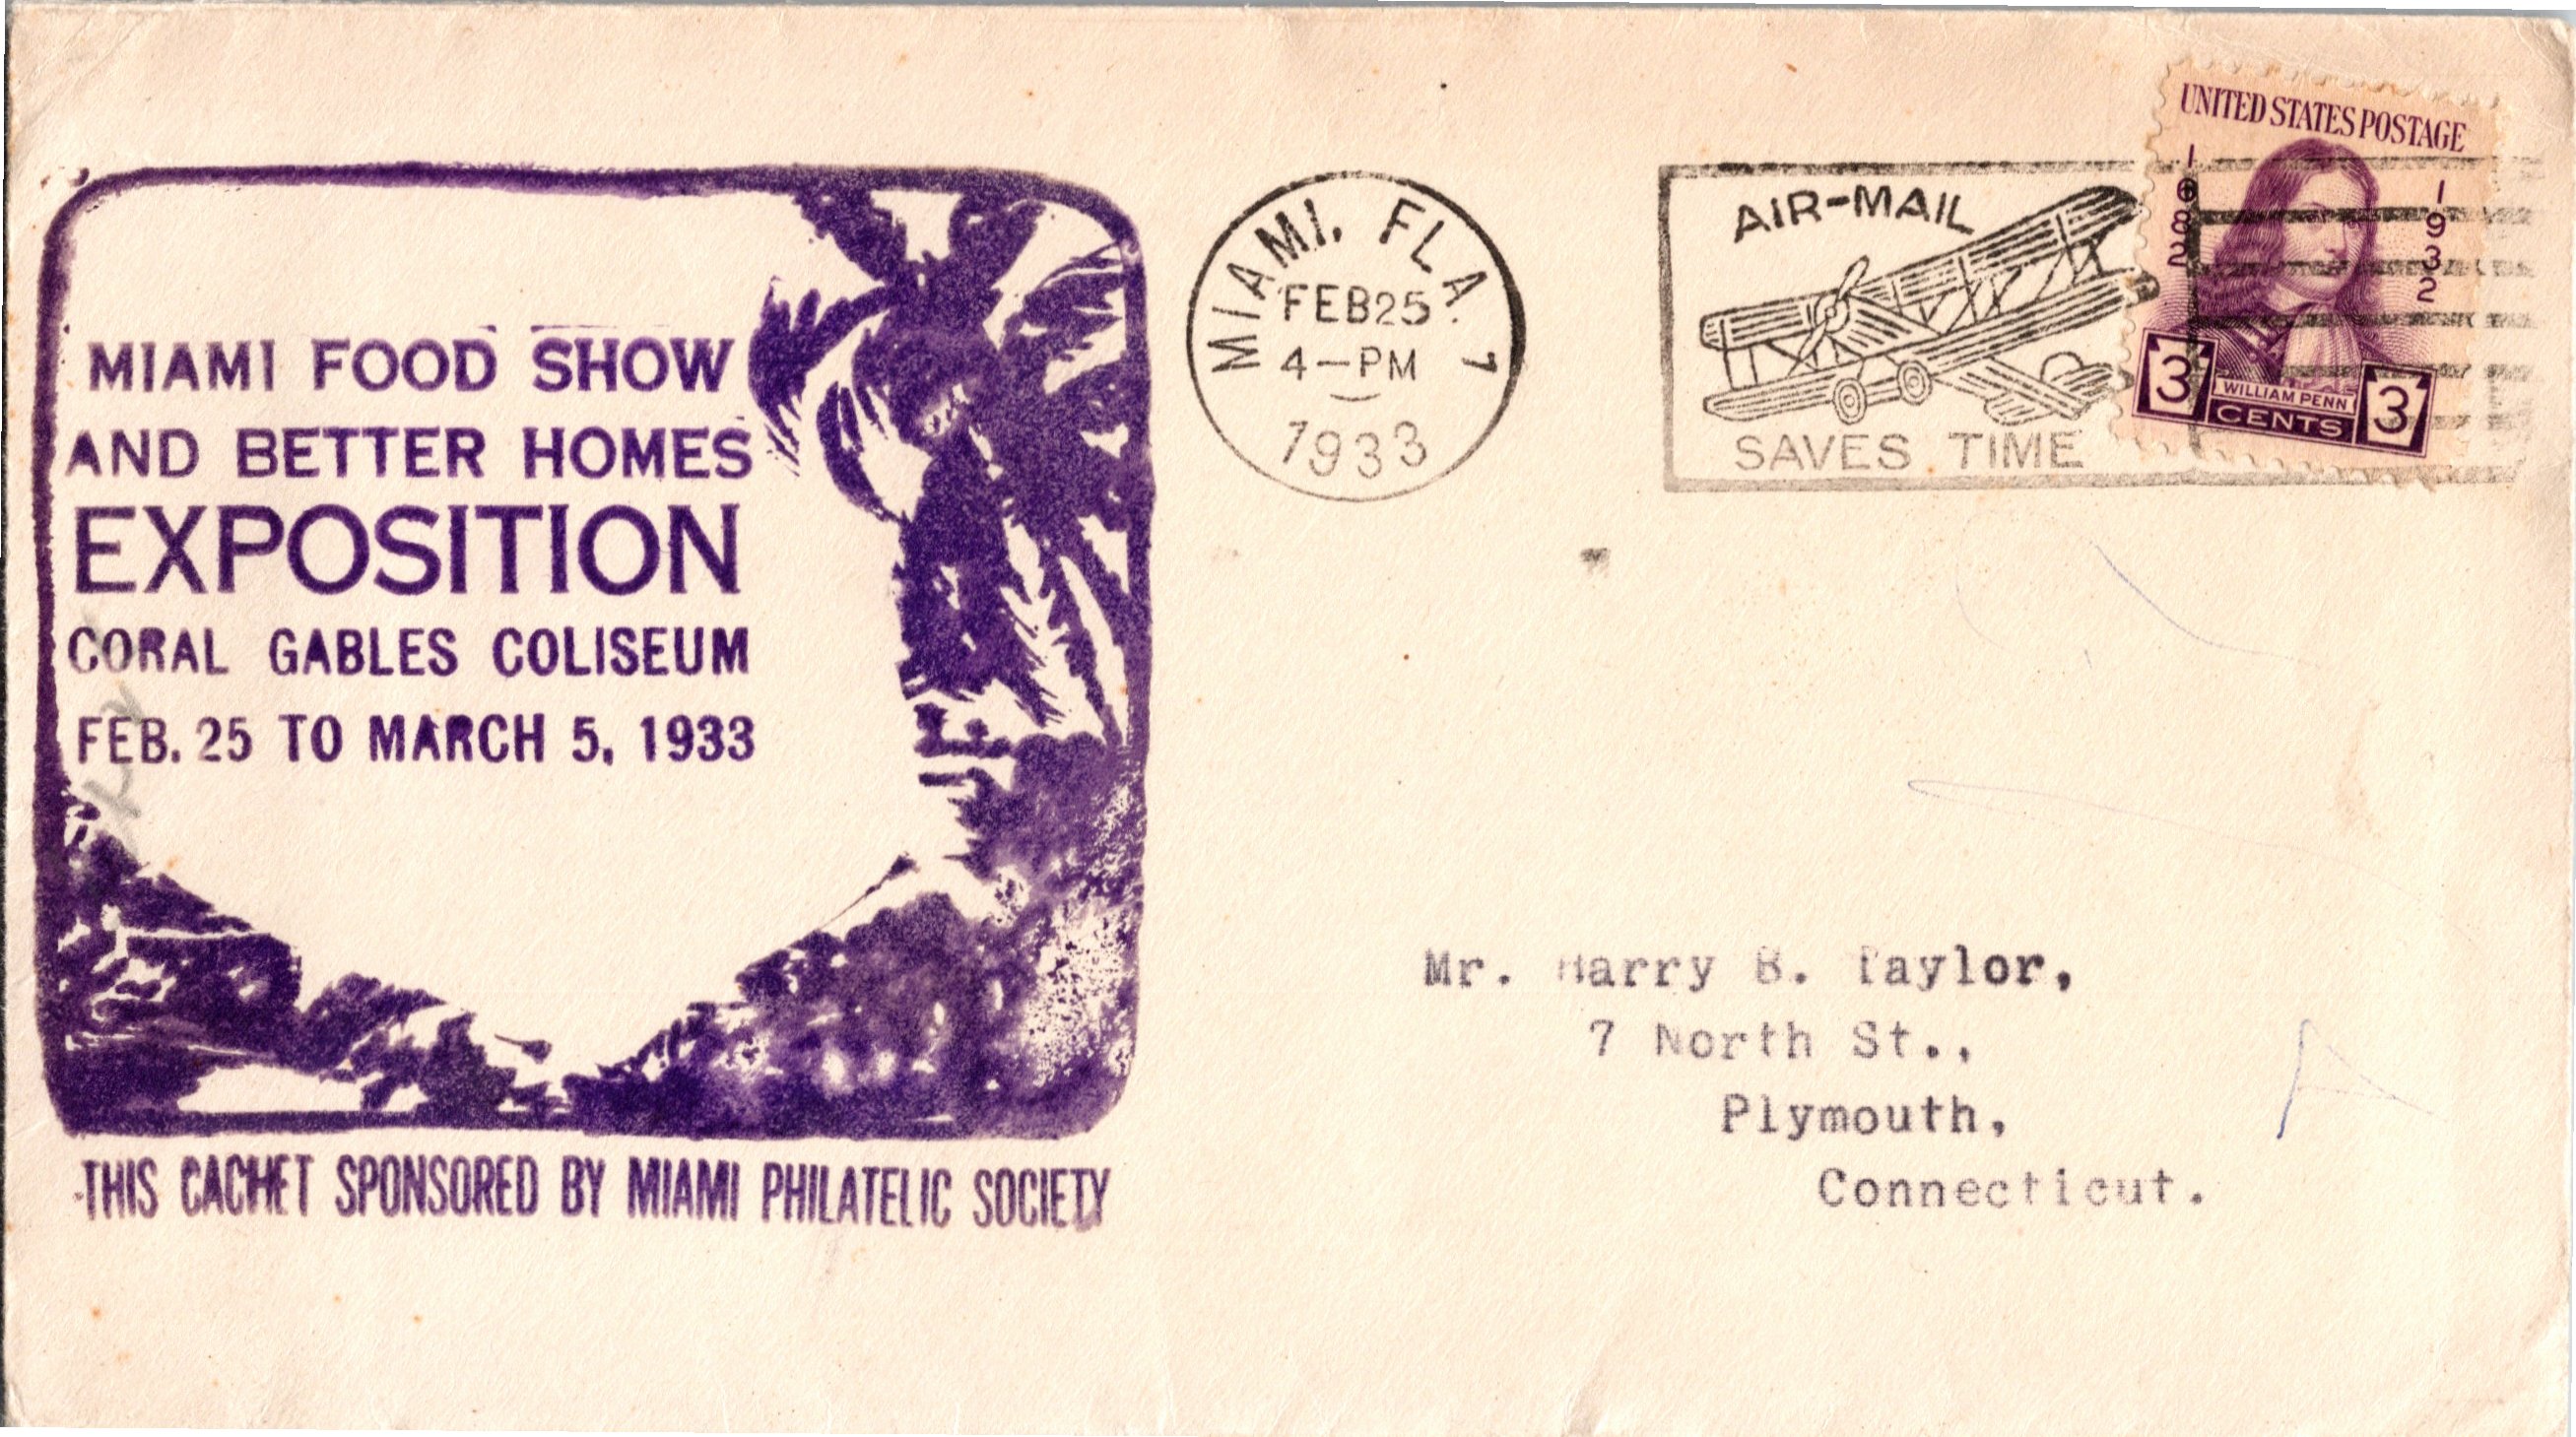 MIAMI FOOD SHOW
AND BETTER HOMES
EXPOSITION
CORAL GABLES COLISEUM
FEB. 25 TO MARCH 5, 1933
THIS CACHET SPONSORED BY MIAMI PHILATELIC SOCIETY
MIAMI, FLA 7
FEB 25
4-PM
1933
AIR-MAIL
SAVES TIME
UNITED STATES POSTAGE
1682
1932
3 WILLIAM PENN 3
CENTS
Mr. Harry B. Taylor,
7 North St.,
Plymouth,
Connecticut.